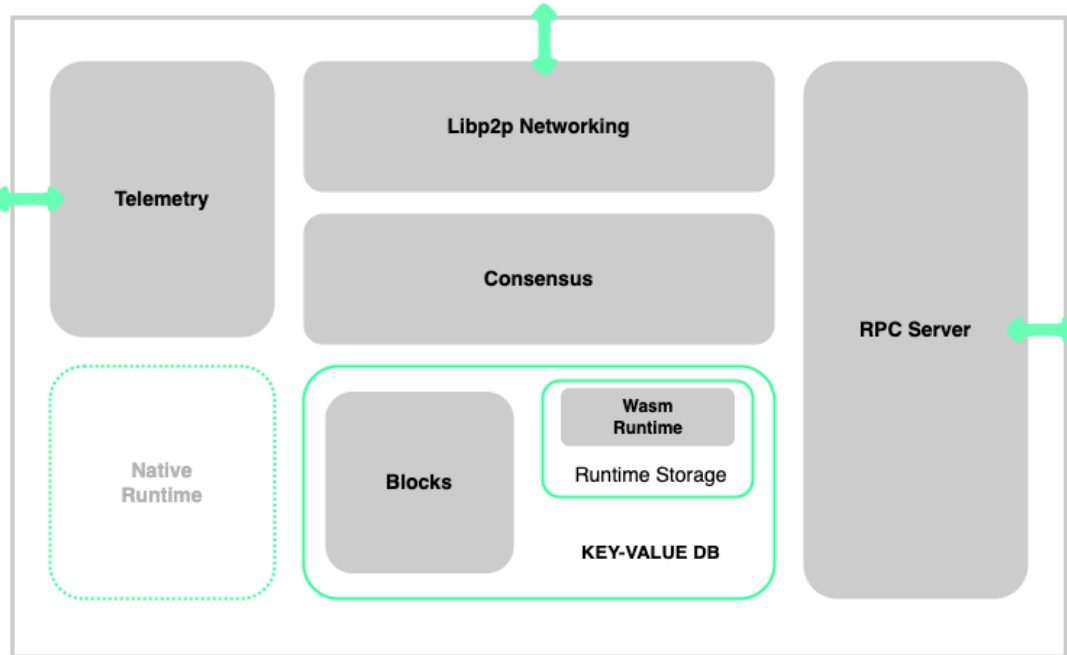 Libp2p Networking
Telemetry
Consensus
RPC Server
Native
Runtime
Blocks
Wasm
Runtime
Runtime Storage
KEY-VALUE DB